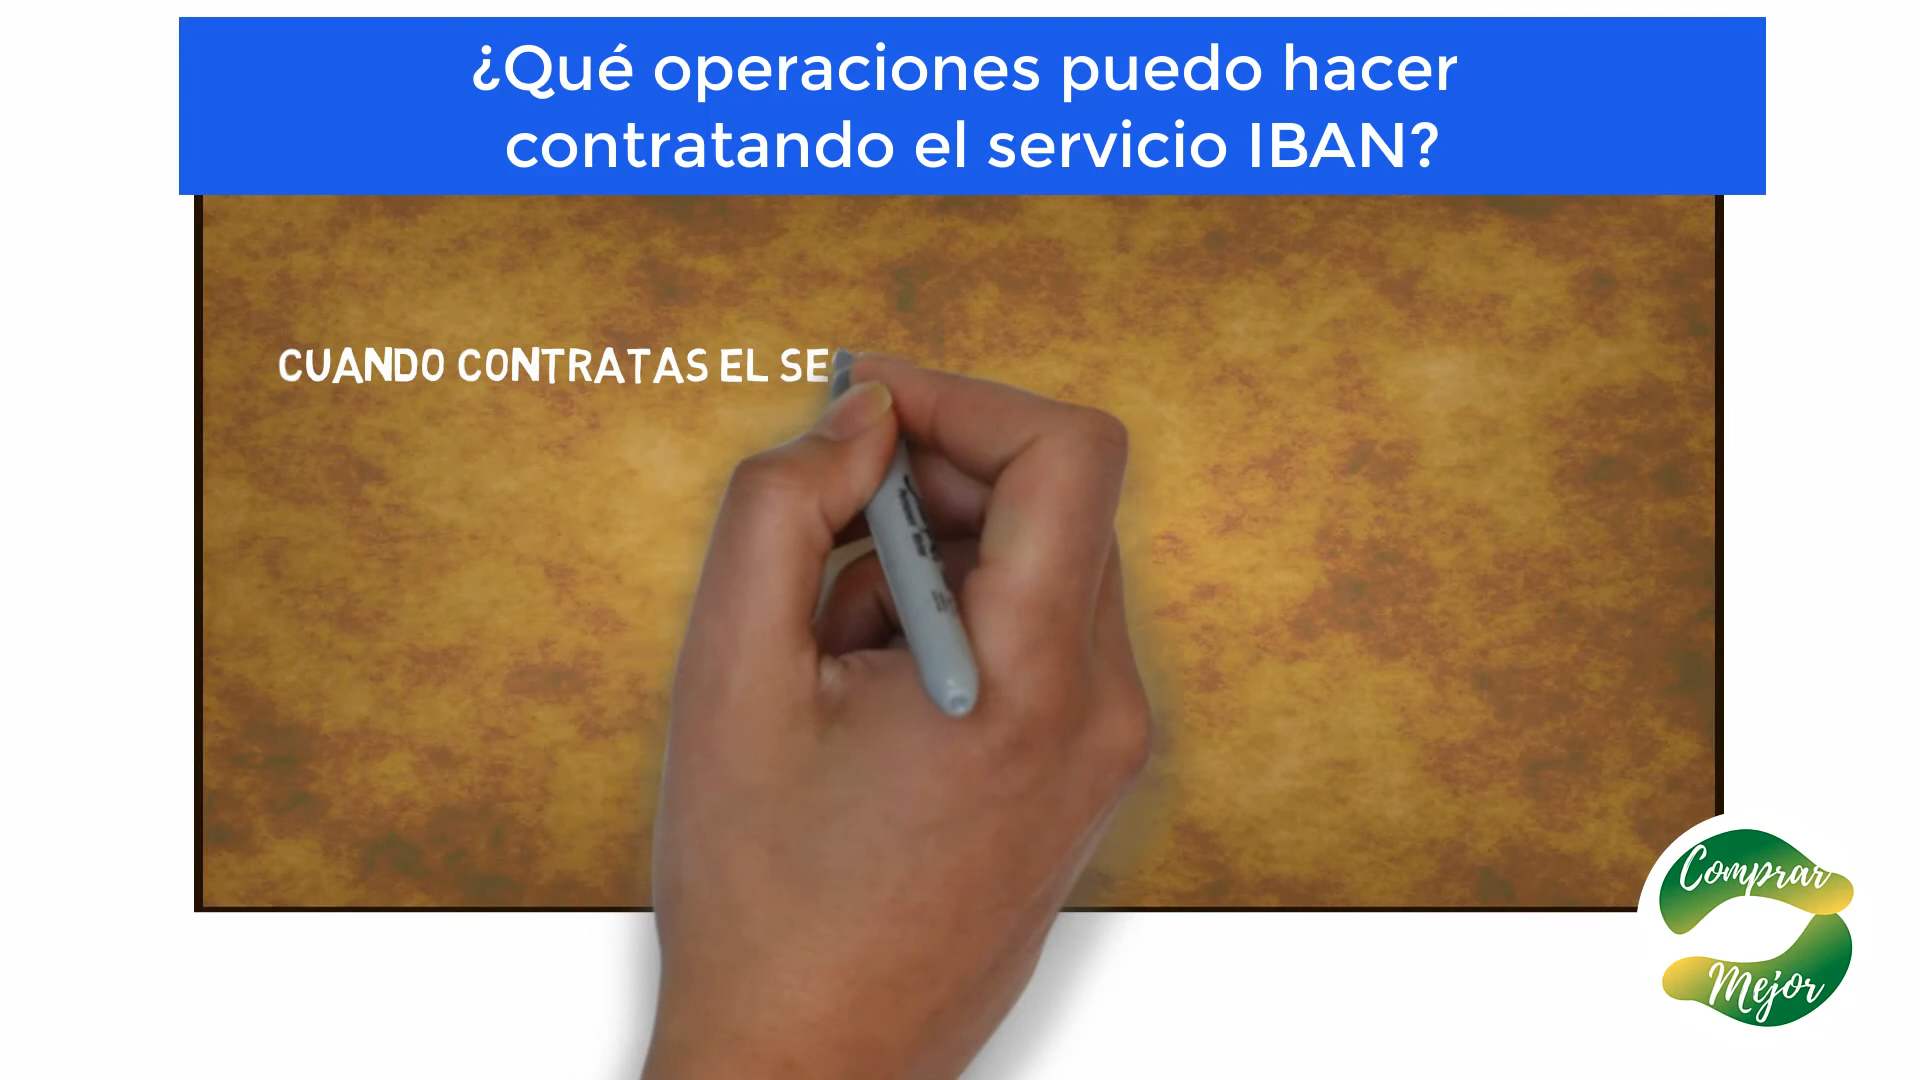 ¿Qué operaciones puedo hacer
contratando el servicio IBAN?
CUANDO CONTRATAS EL SE
Comprar
Mejor